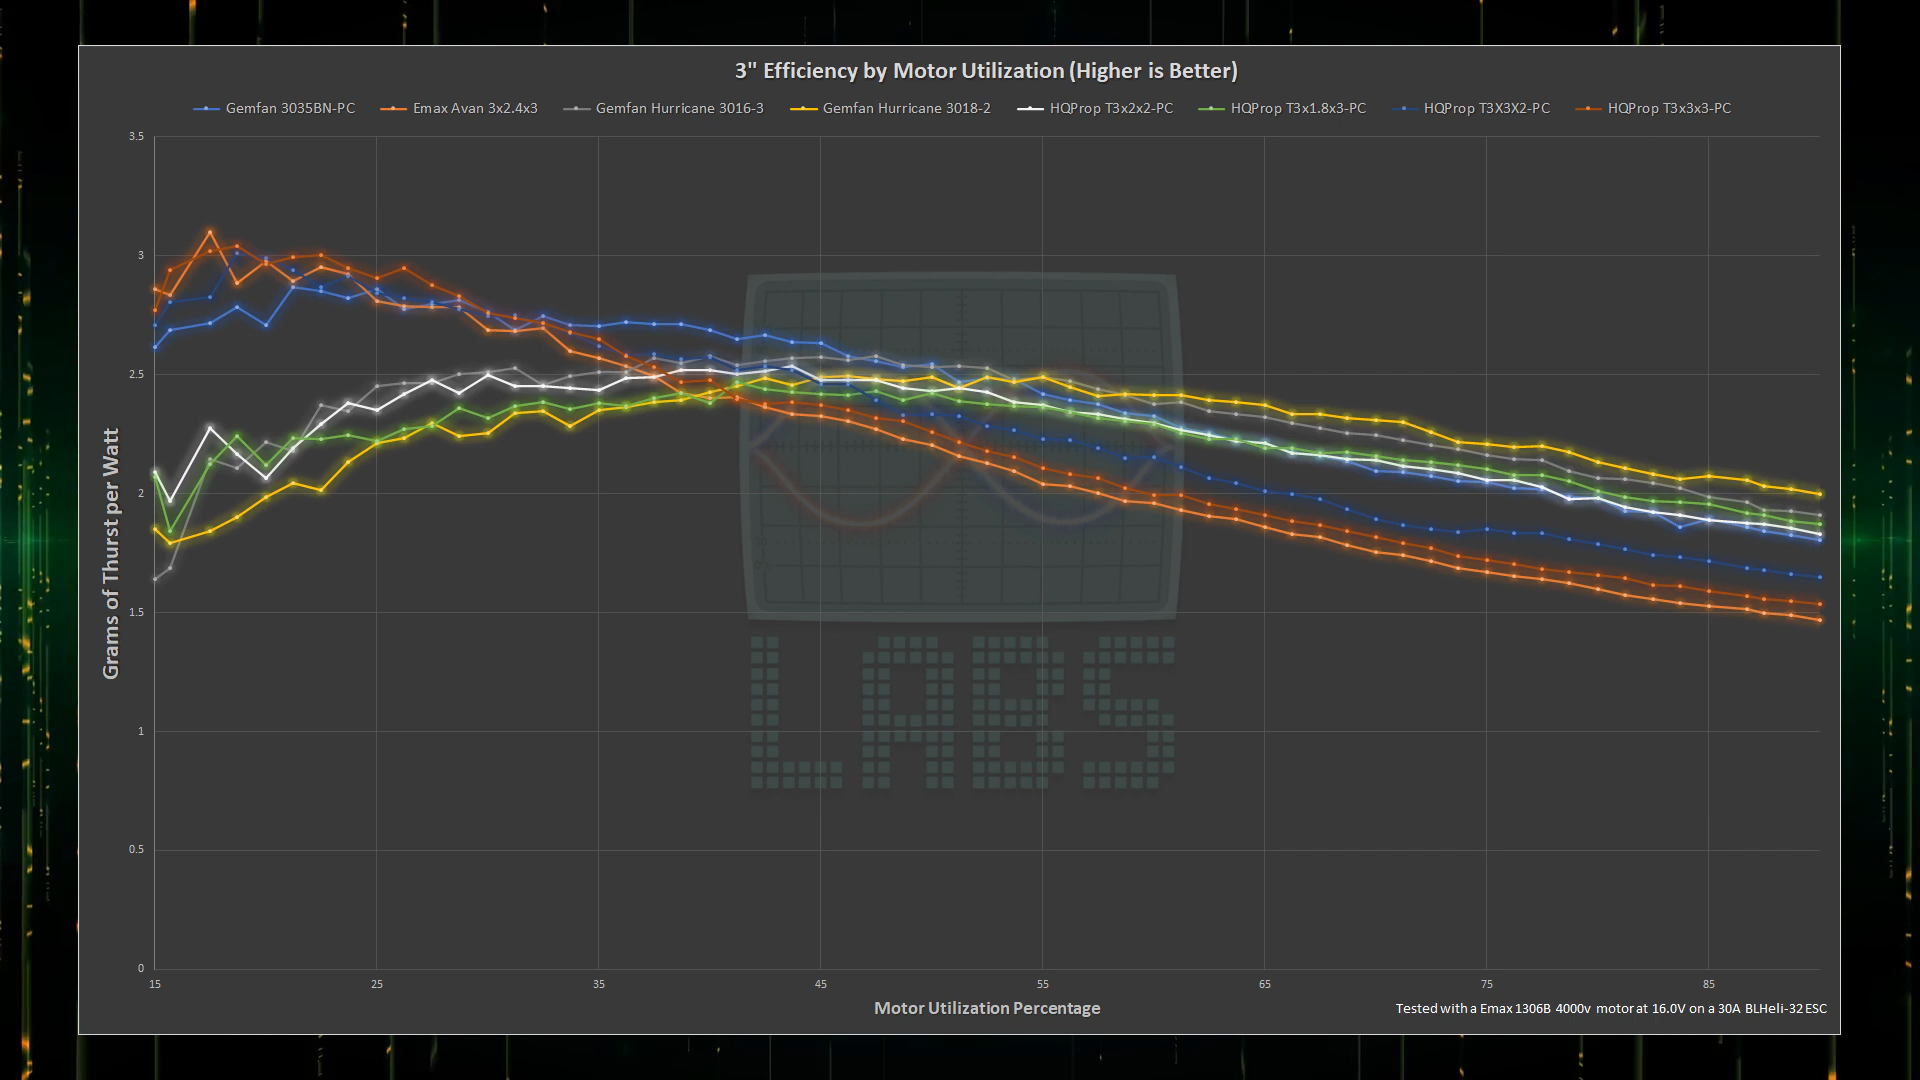 3" Efficiency by Motor Utilization (Higher is Better)
Gemfan 3035BN-PC
Emax Avan 3x2.4x3
Gemfan Hurricane 3016-3
Gemfan Hurricane 3018-2
HQProp T3x2x2-PC
HQProp T3x1.8x3-PC
HQProp T3X3X2-PC
HQProp T3x3x3-PC
3.5
3
2.5
2
1.5
1
0.5
0
Grams of Thurst per Watt
LABS
15
25
35
45
55
65
75
85
Motor Utilization Percentage
Tested with a Emax 1306B 4000v motor at 16.0V on a 30A BLHeli-32 ESC